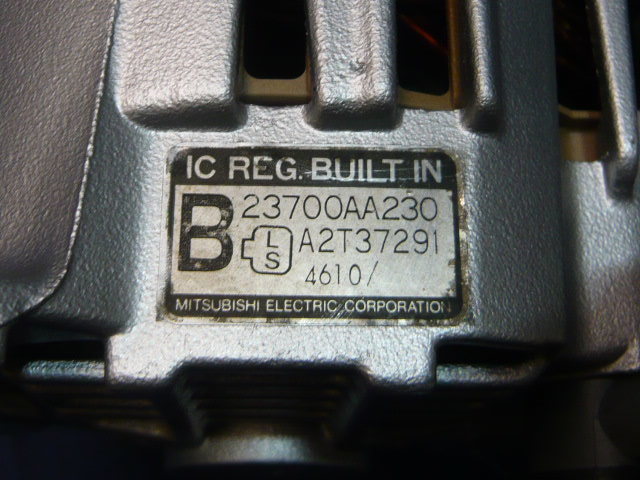 IC REG. BUILT IN
B 23700AA230
L S A2T37291
4610/
MITSUBISHI ELECTRIC CORPORATION